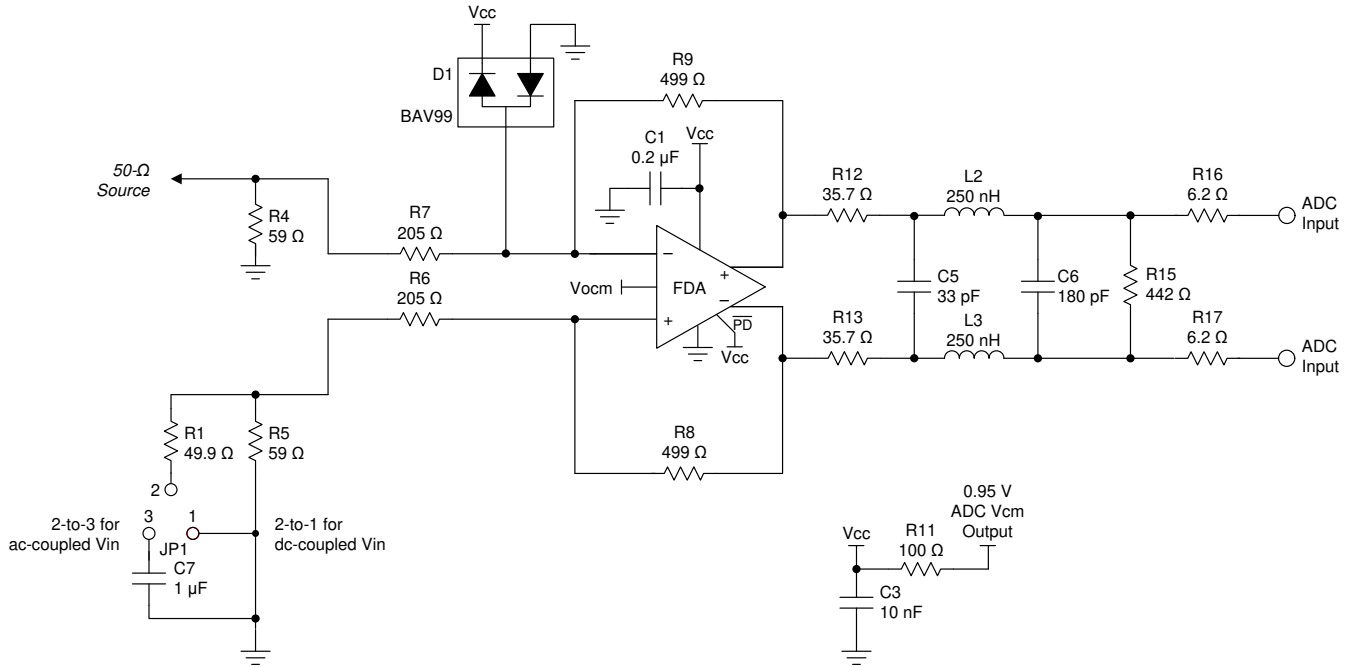 Vcc
D1
BAV99
R9
499 Ω
C1
0.2 µF
Vcc
50-Ω
Source
R4
59 Ω
R7
205 Ω
R6
205 Ω
Vocm
−
+
FDA
+
−
PD
Vcc
R12
35.7 Ω
L2
250 nH
R16
6.2 Ω
ADC
Input
C5
33 pF
C6
180 pF
R15
442 Ω
R13
35.7 Ω
L3
250 nH
R17
6.2 Ω
ADC
Input
R1
49.9 Ω
R5
59 Ω
R8
499 Ω
2
3
1
2-to-3 for
ac-coupled Vin
2-to-1 for
dc-coupled Vin
JP1
C7
1 µF
0.95 V
ADC Vcm
Output
Vcc
R11
100 Ω
C3
10 nF